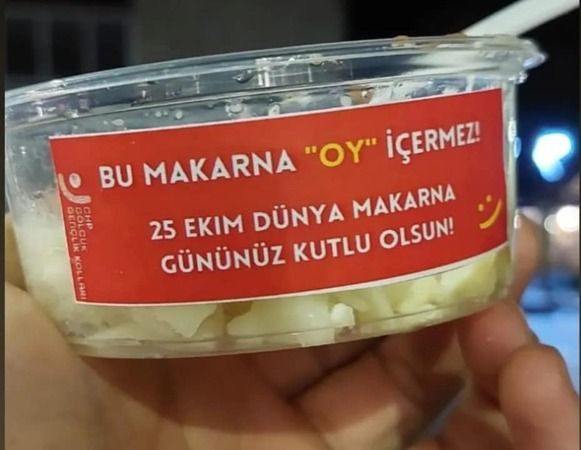 BU MAKARNA "OY" İÇERMEZ!
25 EKİM DÜNYA MAKARNA
GÜNÜNÜZ KUTLU OLSUN!
CHP
GÖLCÜK
GENÇLİK KOLLARI